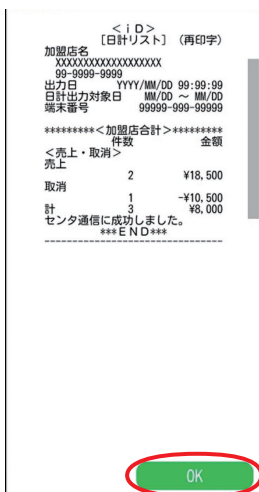 <iD>
[日計リスト] (再印字)
加盟店名
XXXXXXXXXXXXXXXXXXX
99-9999-9999
出力日 YYYY/MM/DD 99:99:99
日計出力対象日 MM/DD ～ MM/DD
端末番号 99999-999-99999
*********<加盟店合計>*********
件数 金額
<売上・取消>
売上
2 ¥18,500
取消
1 -¥10,500
計 3 ¥8,000
センタ通信に成功しました。
***END***
OK